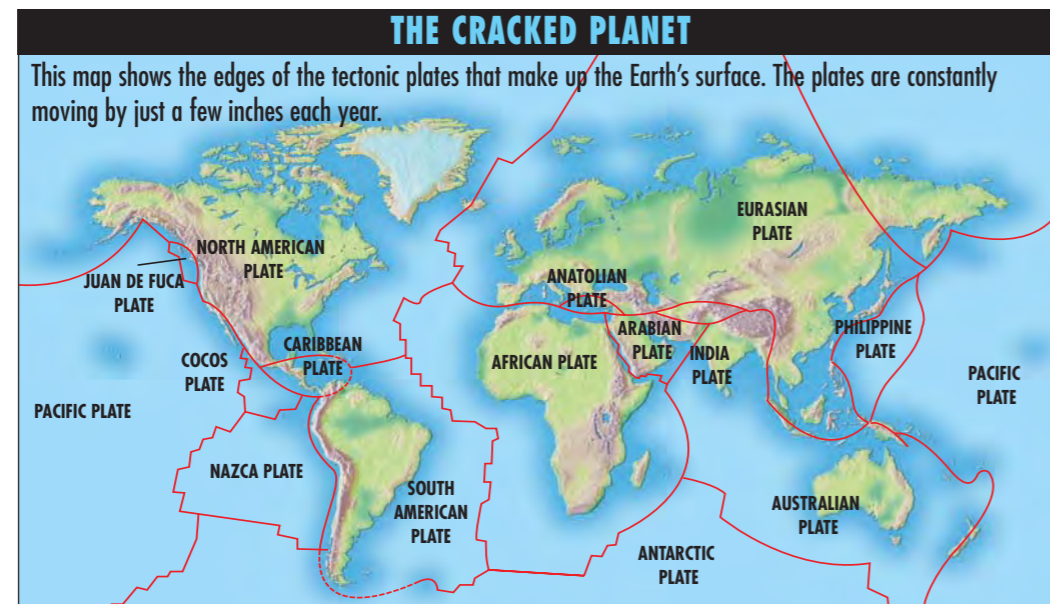 THE CRACKED PLANET
This map shows the edges of the tectonic plates that make up the Earth's surface. The plates are constantly
moving by just a few inches each year.
NORTH AMERICAN
PLATE
JUAN DE FUCA
PLATE
COCOS
PLATE
CARIBBEAN
PLATE
PACIFIC PLATE
NAZCA PLATE
SOUTH
AMERICAN
PLATE
EURASIAN
PLATE
ANATOLIAN
PLATE
ARABIAN
PLATE
AFRICAN PLATE
INDIA
PLATE
PHILIPPINE
PLATE
PACIFIC
PLATE
AUSTRALIAN
PLATE
ANTARCTIC
PLATE